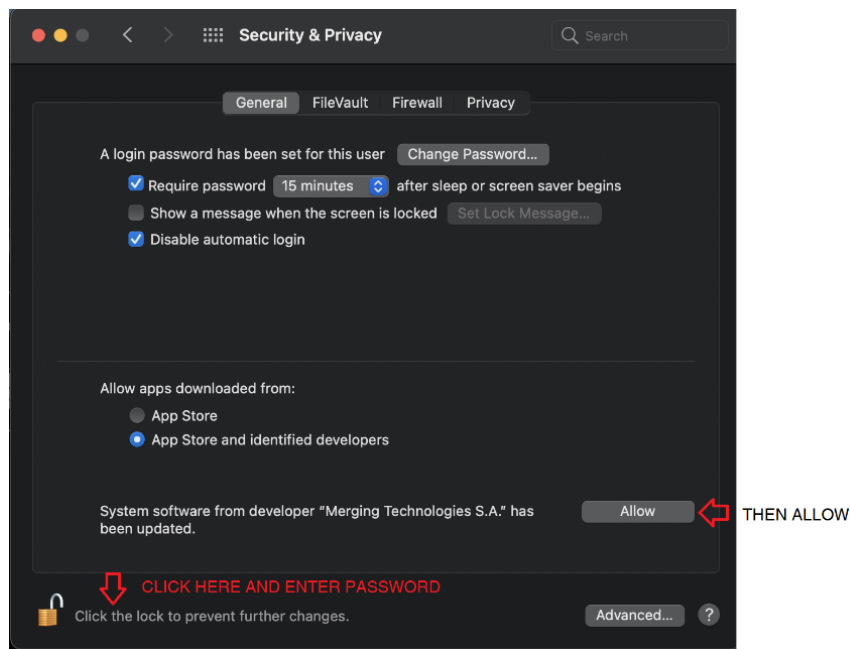 Security & Privacy
Search
General FileVault Firewall Privacy
A login password has been set for this user Change Password...
Require password 15 minutes after sleep or screen saver begins
Show a message when the screen is locked Set Lock Message...
Disable automatic login
Allow apps downloaded from:
App Store
App Store and identified developers
System software from developer “Merging Technologies S.A.” has
been updated.
Allow
THEN ALLOW
CLICK HERE AND ENTER PASSWORD
Click the lock to prevent further changes.
Advanced... ?